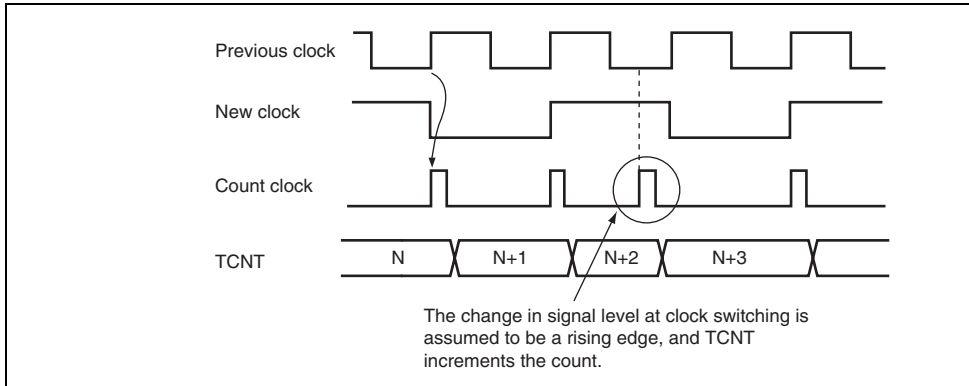 Previous clock
New clock
Count clock
TCNT N N+1 N+2 N+3
The change in signal level at clock switching is
assumed to be a rising edge, and TCNT
increments the count.